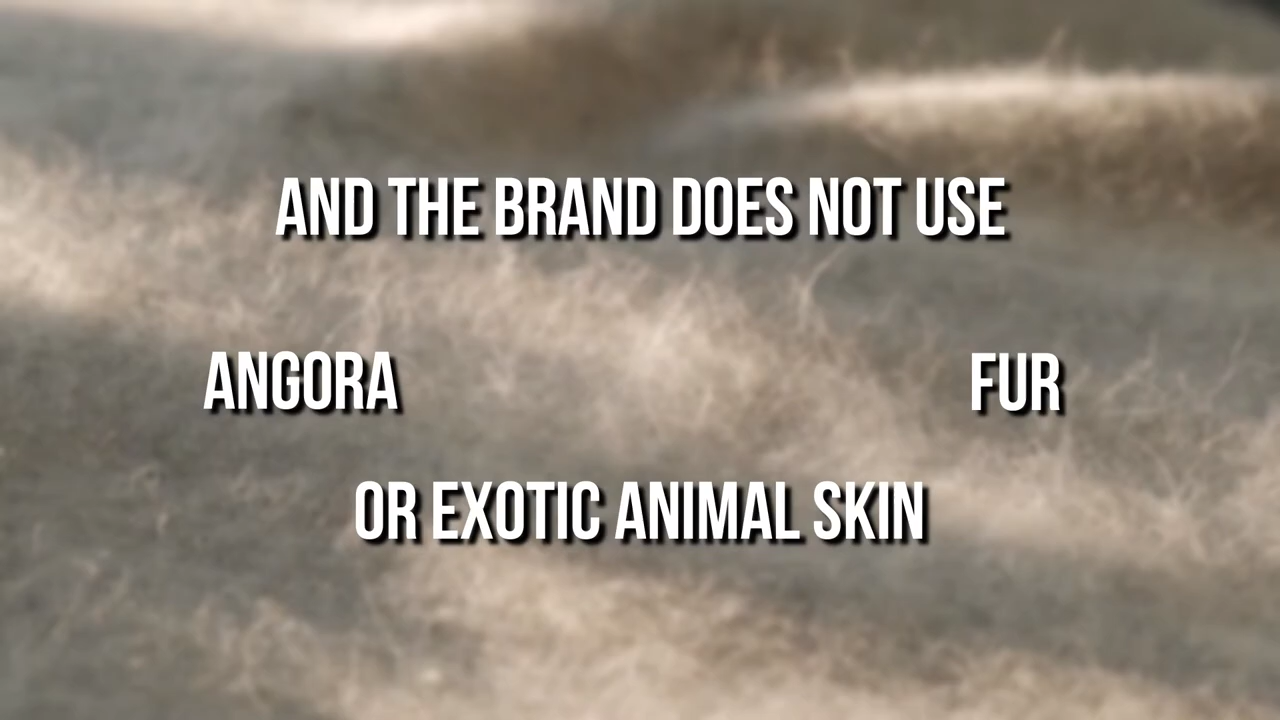 AND THE BRAND DOES NOT USE
ANGORA FUR
OR EXOTIC ANIMAL SKIN